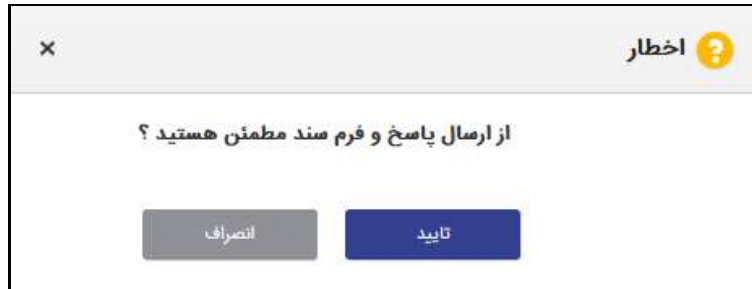 اخطار
از ارسال پاسخ و فرم سند مطمئن هستید ؟
تایید
انصراف